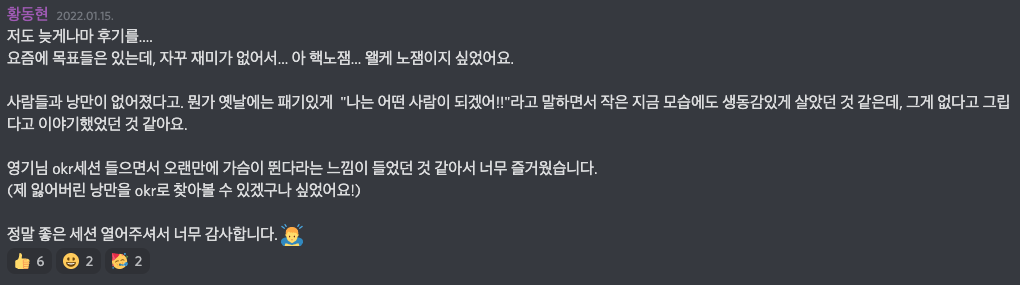 황동현 2022.01.15.
저도 늦게나마 후기를....
요즘에 목표들은 있는데, 자꾸 재미가 없어서... 아 핵노잼... 왤케 노잼이지 싶었어요.
사람들과 낭만이 없어졌다고. 뭔가 옛날에는 패기있게 "나는 어떤 사람이 되겠어!!"라고 말하면서 작은 지금 모습에도 생동감있게 살았던 것 같은데, 그게 없다고 그립
다고 이야기했었던 것 같아요.
영기님 okr세션 들으면서 오랜만에 가슴이 뛴다라는 느낌이 들었던 것 같아서 너무 즐거웠습니다.
(제 잃어버린 낭만을 okr로 찾아볼 수 있겠구나 싶었어요!)
정말 좋은 세션 열어주셔서 너무 감사합니다. 🙇‍♂️
👍 6 😀 2 🥳 2